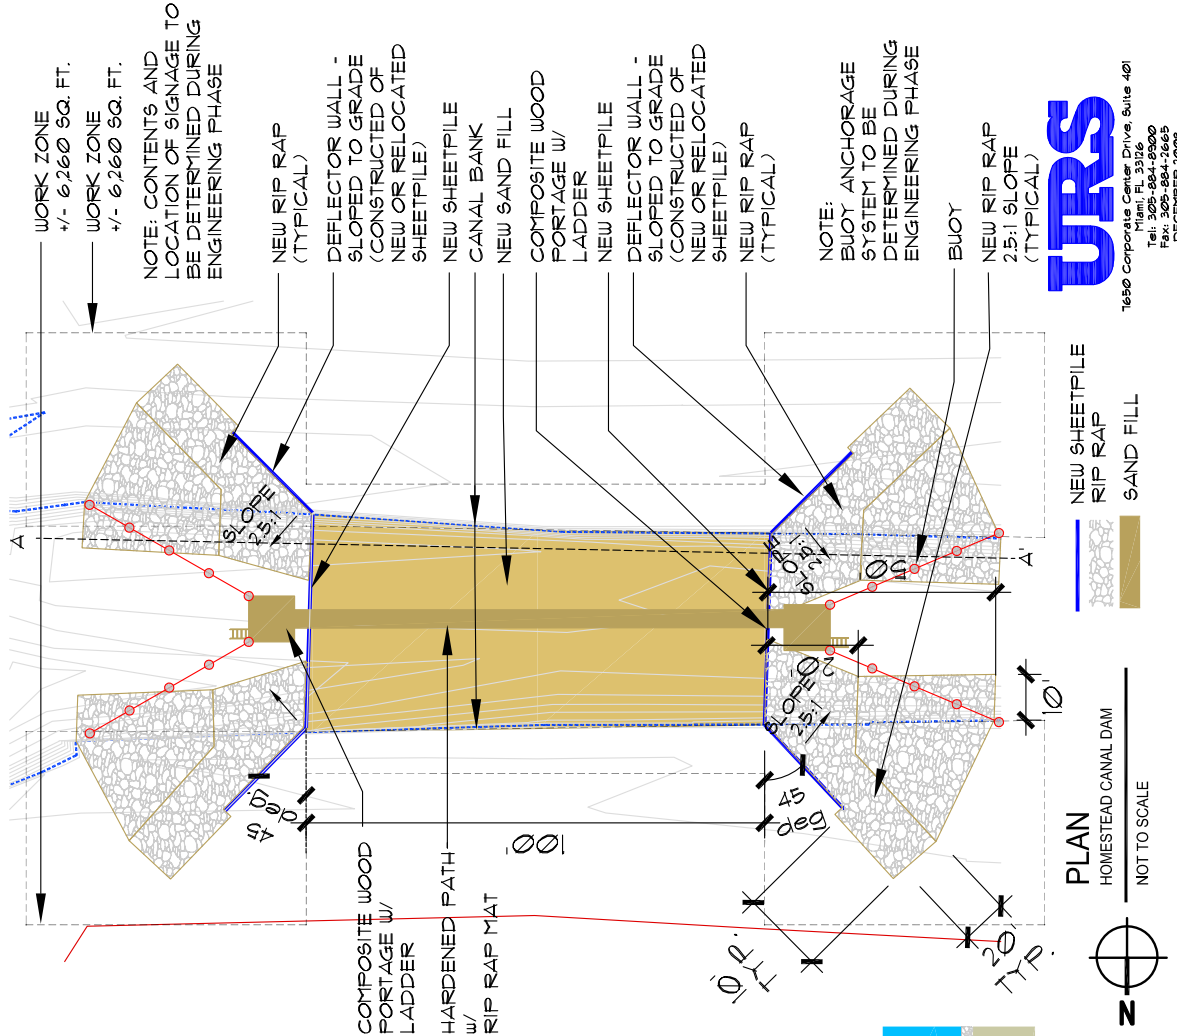 WORK ZONE
+/- 6,260 SQ. FT.
WORK ZONE
+/- 6,260 SQ. FT.
NOTE: CONTENTS AND
LOCATION OF SIGNAGE TO
BE DETERMINED DURING
ENGINEERING PHASE
NEW RIP RAP
(TYPICAL)
DEFLECTOR WALL -
SLOPED TO GRADE
(CONSTRUCTED OF
NEW OR RELOCATED
SHEETPILE)
NEW SHEETPILE
CANAL BANK
NEW SAND FILL
COMPOSITE WOOD
PORTAGE W/
LADDER
NEW SHEETPILE
DEFLECTOR WALL -
SLOPED TO GRADE
(CONSTRUCTED OF
NEW OR RELOCATED
SHEETPILE)
NEW RIP RAP
(TYPICAL)
NOTE:
BUOY ANCHORAGE
SYSTEM TO BE
DETERMINED DURING
ENGINEERING PHASE
BUOY
NEW RIP RAP
2.5:1 SLOPE
(TYPICAL)
A
SLOPE
2.5:1
SLOPE
2.5:1
A'
50'
20'
SLOPE
2.5:1
10'
45
deg.
100'
45
deg
10'
TYP.
20'
TYP.
COMPOSITE WOOD
PORTAGE W/
LADDER
HARDENED PATH
W/
RIP RAP MAT
URS
7650 Corporate Center Drive, Suite 401
Miami, FL 33126
Tel: 305-884-8900
Fax: 305-884-2665
DECEMBER 2009
NEW SHEETPILE
RIP RAP
SAND FILL
PLAN
HOMESTEAD CANAL DAM
NOT TO SCALE
N